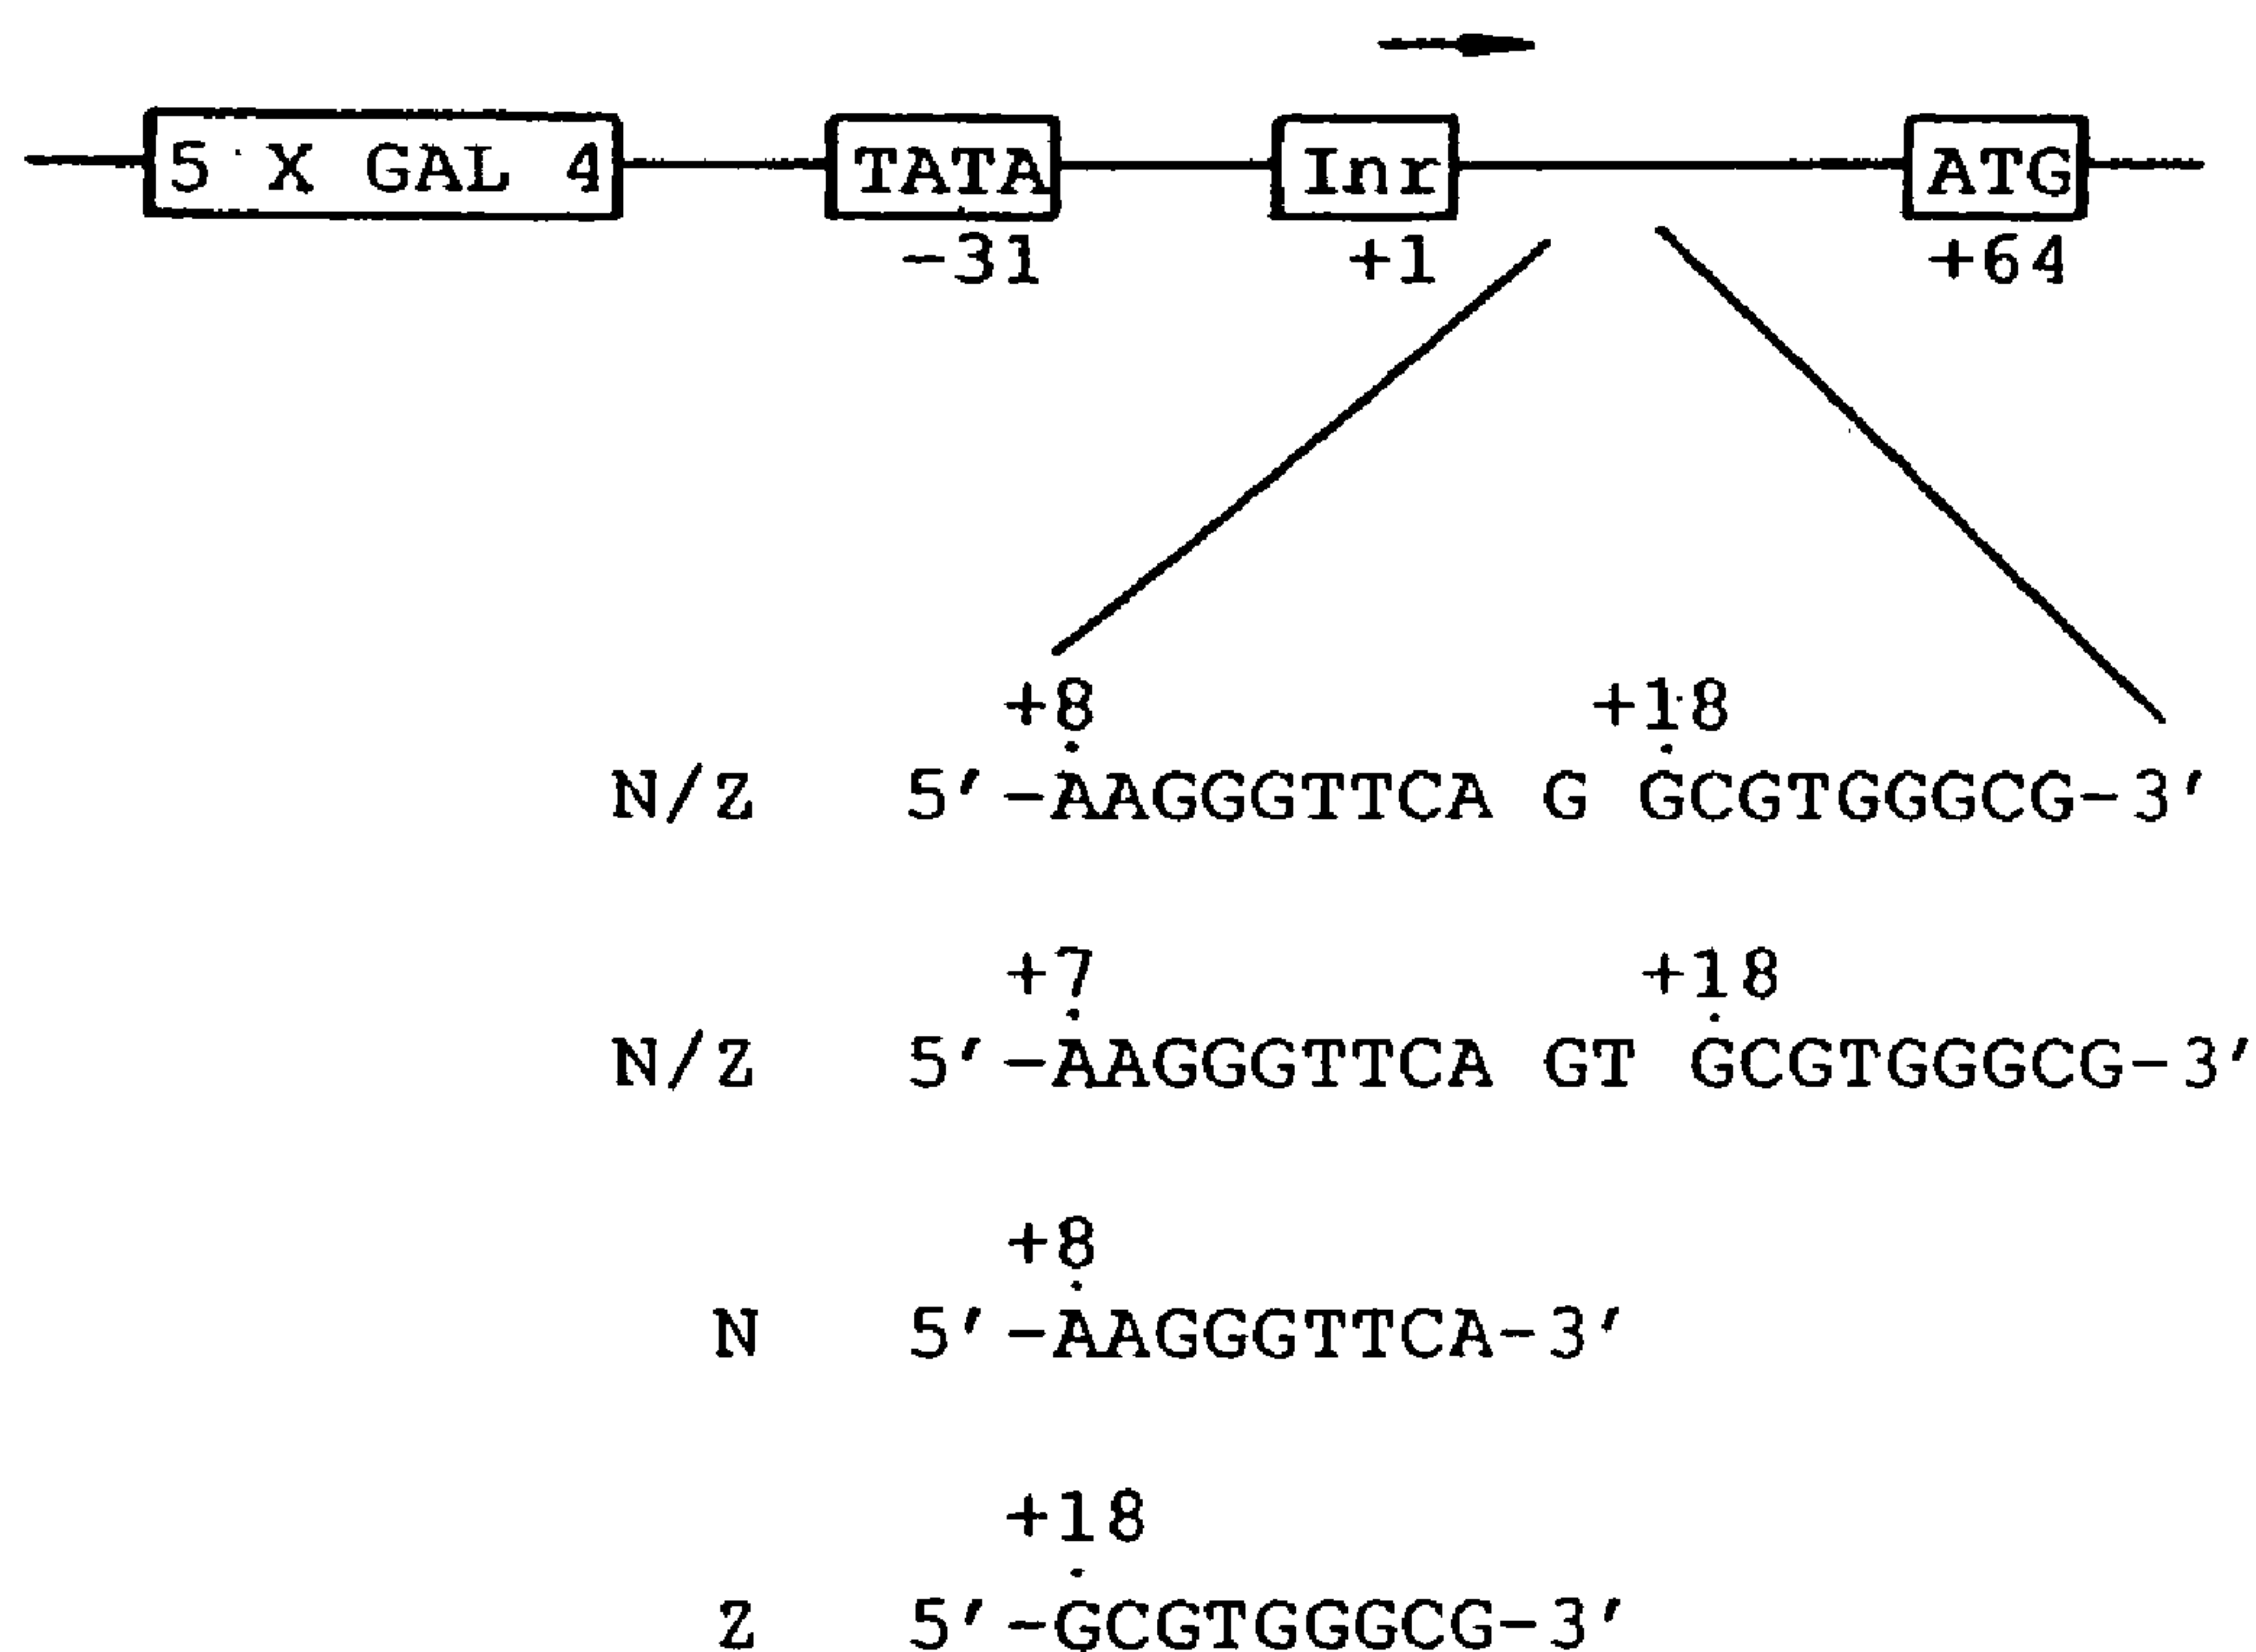 5 X GAL 4 TATA Inr ATG
-31 +1 +64
+8 +18
N/Z 5′-AAGGGTTCA G GCGTGGGCG-3′
+7 +18
N/Z 5′-AAGGGTTCA GT GCGTGGGCG-3′
+8
N 5′-AAGGGTTCA-3′
+18
Z 5′-GCGTGGGCG-3′